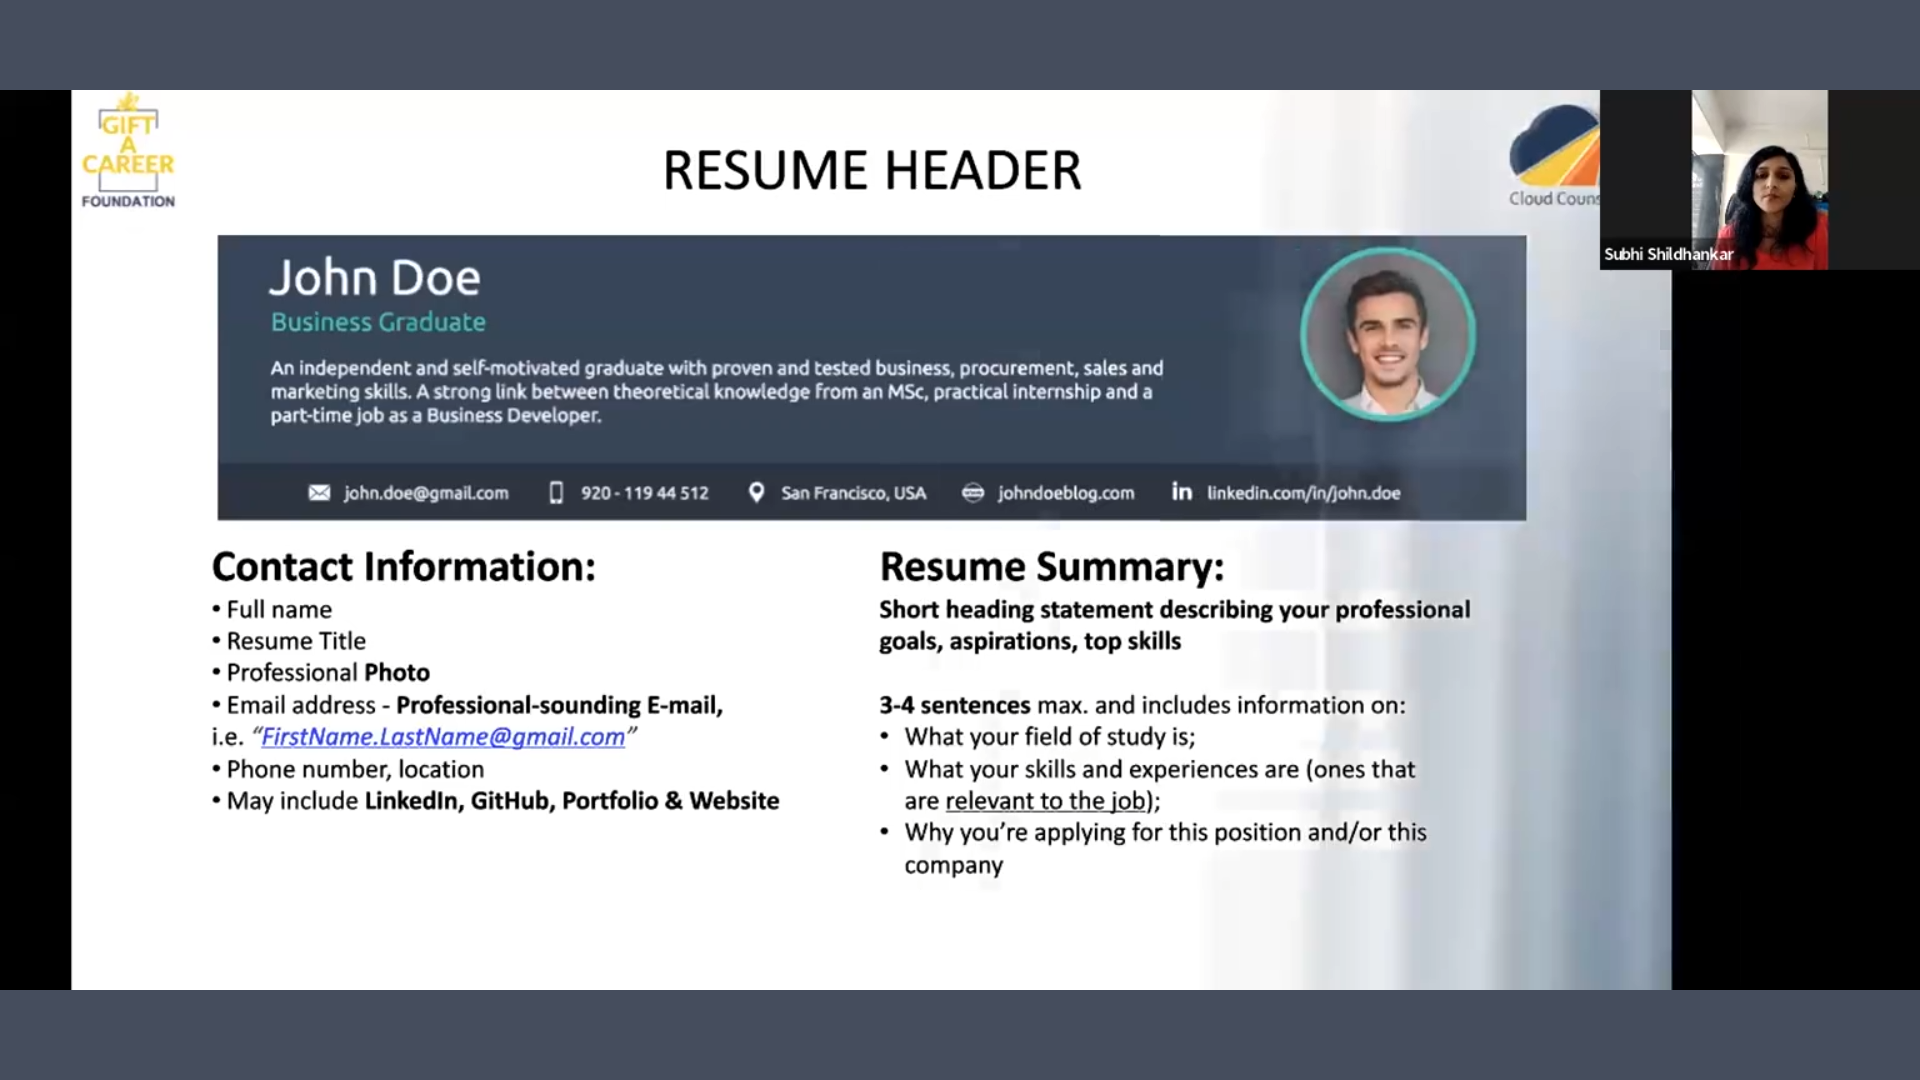 GIFT
A
CAREER
FOUNDATION
RESUME HEADER
Cloud
Subhi Shildhankar
John Doe
Business Graduate
An independent and self-motivated graduate with proven and tested business, procurement, sales and
marketing skills. A strong link between theoretical knowledge from an MSc, practical internship and a
part-time job as a Business Developer.
john.doe@gmail.com 920 - 119 44 512 San Francisco, USA johndoeblog.com in linkedin.com/in/john.doe
Contact Information:
• Full name
• Resume Title
• Professional Photo
• Email address - Professional-sounding E-mail,
i.e. “FirstName.LastName@gmail.com”
• Phone number, location
• May include LinkedIn, GitHub, Portfolio & Website
Resume Summary:
Short heading statement describing your professional
goals, aspirations, top skills
3-4 sentences max. and includes information on:
• What your field of study is;
• What your skills and experiences are (ones that
are relevant to the job);
• Why you’re applying for this position and/or this
company